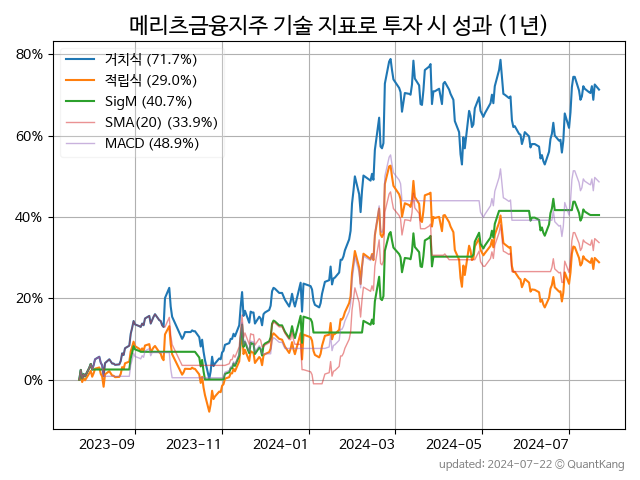 메리츠금융지주 기술 지표로 투자 시 성과 (1년)
거치식 (71.7%)
적립식 (29.0%)
SigM (40.7%)
SMA(20) (33.9%)
MACD (48.9%)
80%
60%
40%
20%
0%
2023-09 2023-11 2024-01 2024-03 2024-05 2024-07
updated: 2024-07-22 © QuantKang